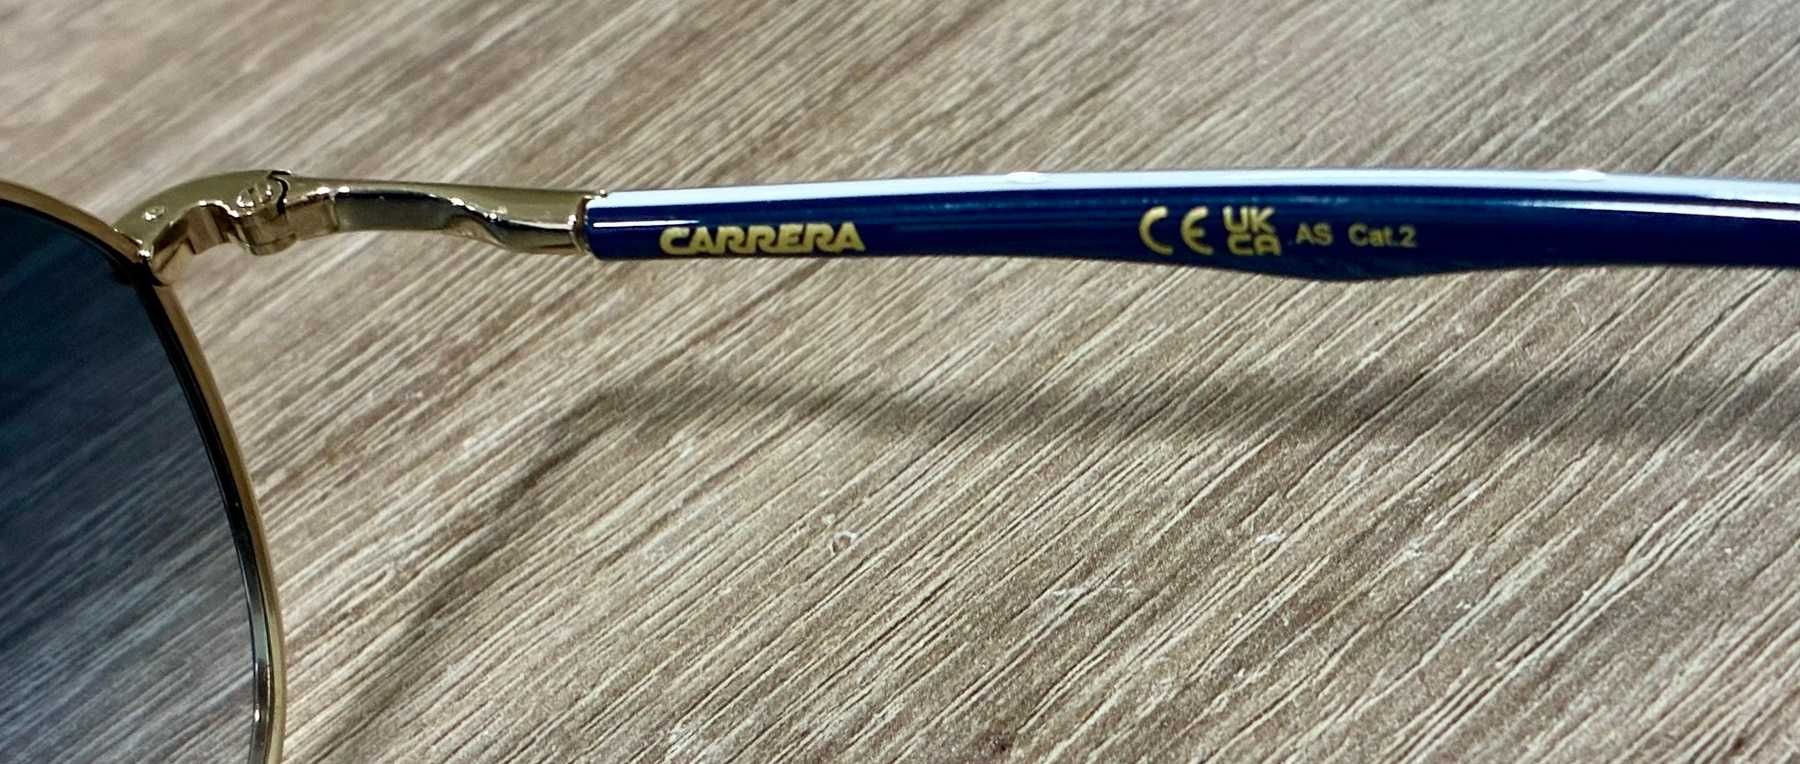 CARRERA CE UK CA AS Cat.2